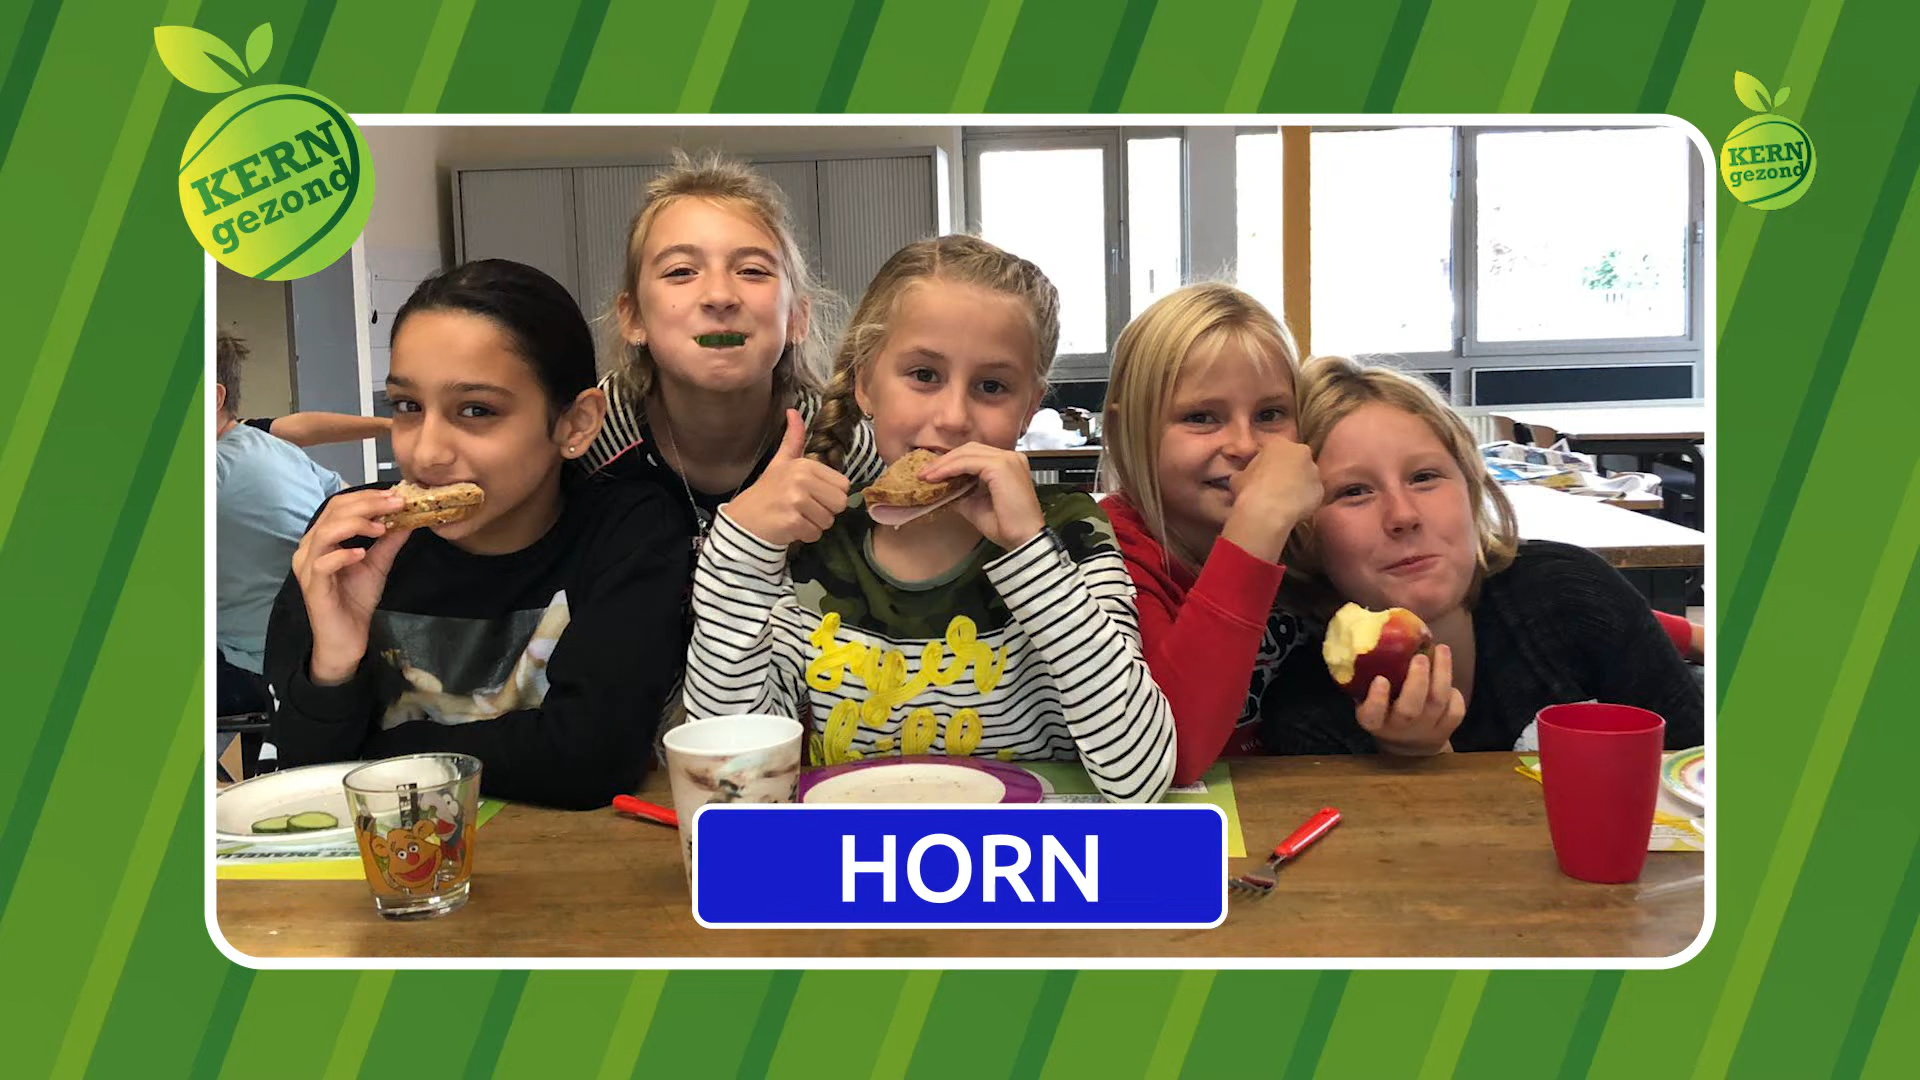 KERN
gezond
KERN
gezond
super
HORN